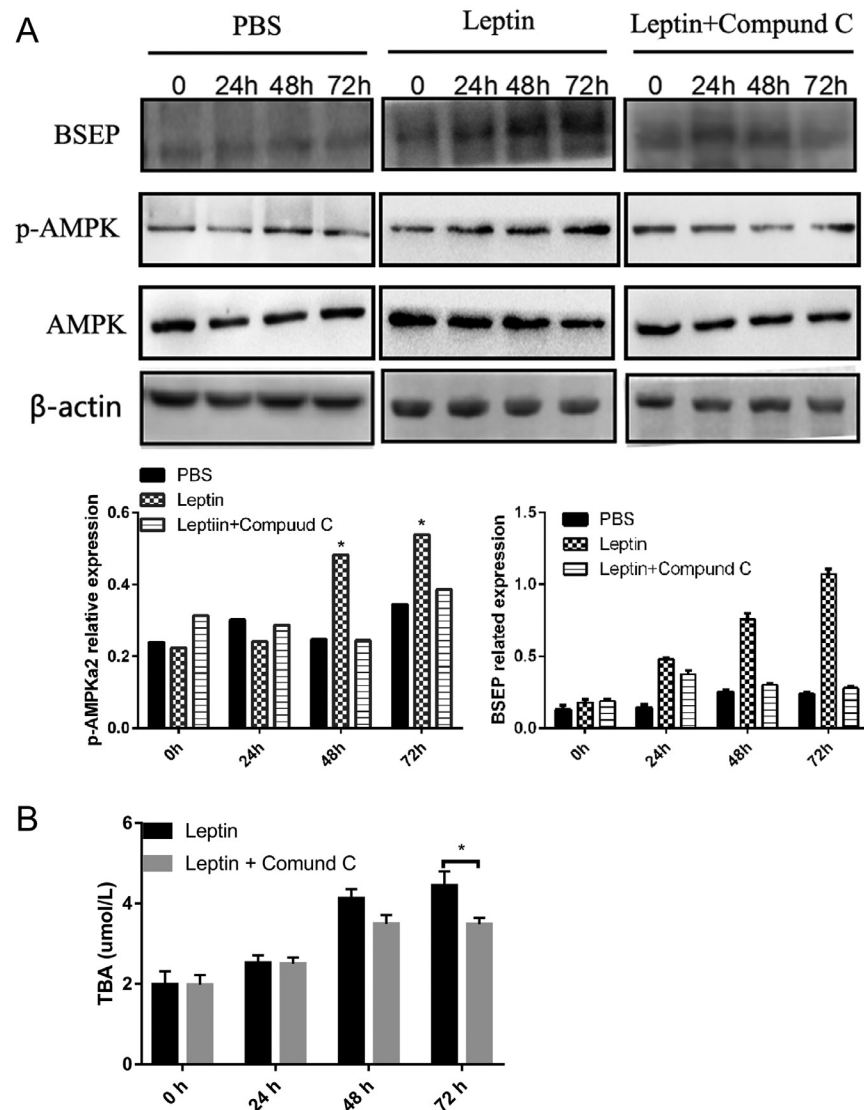 A
PBS
Leptin
Leptin+Compund C
0 24h 48h 72h
0 24h 48h 72h
0 24h 48h 72h
BSEP
p-AMPK
AMPK
β-actin
p-AMPKa2 relative expression
PBS
Leptin
Leptiin+Compuud C
0.6
0.4
0.2
0.0
*
*
0h
24h
48h
72h
BSEP related expression
PBS
Leptin
Leptin+Compund C
1.5
1.0
0.5
0.0
0h
24h
48h
72h
B
TBA (umol/L)
Leptin
Leptin + Comund C
6
4
2
0
*
0 h
24 h
48 h
72 h